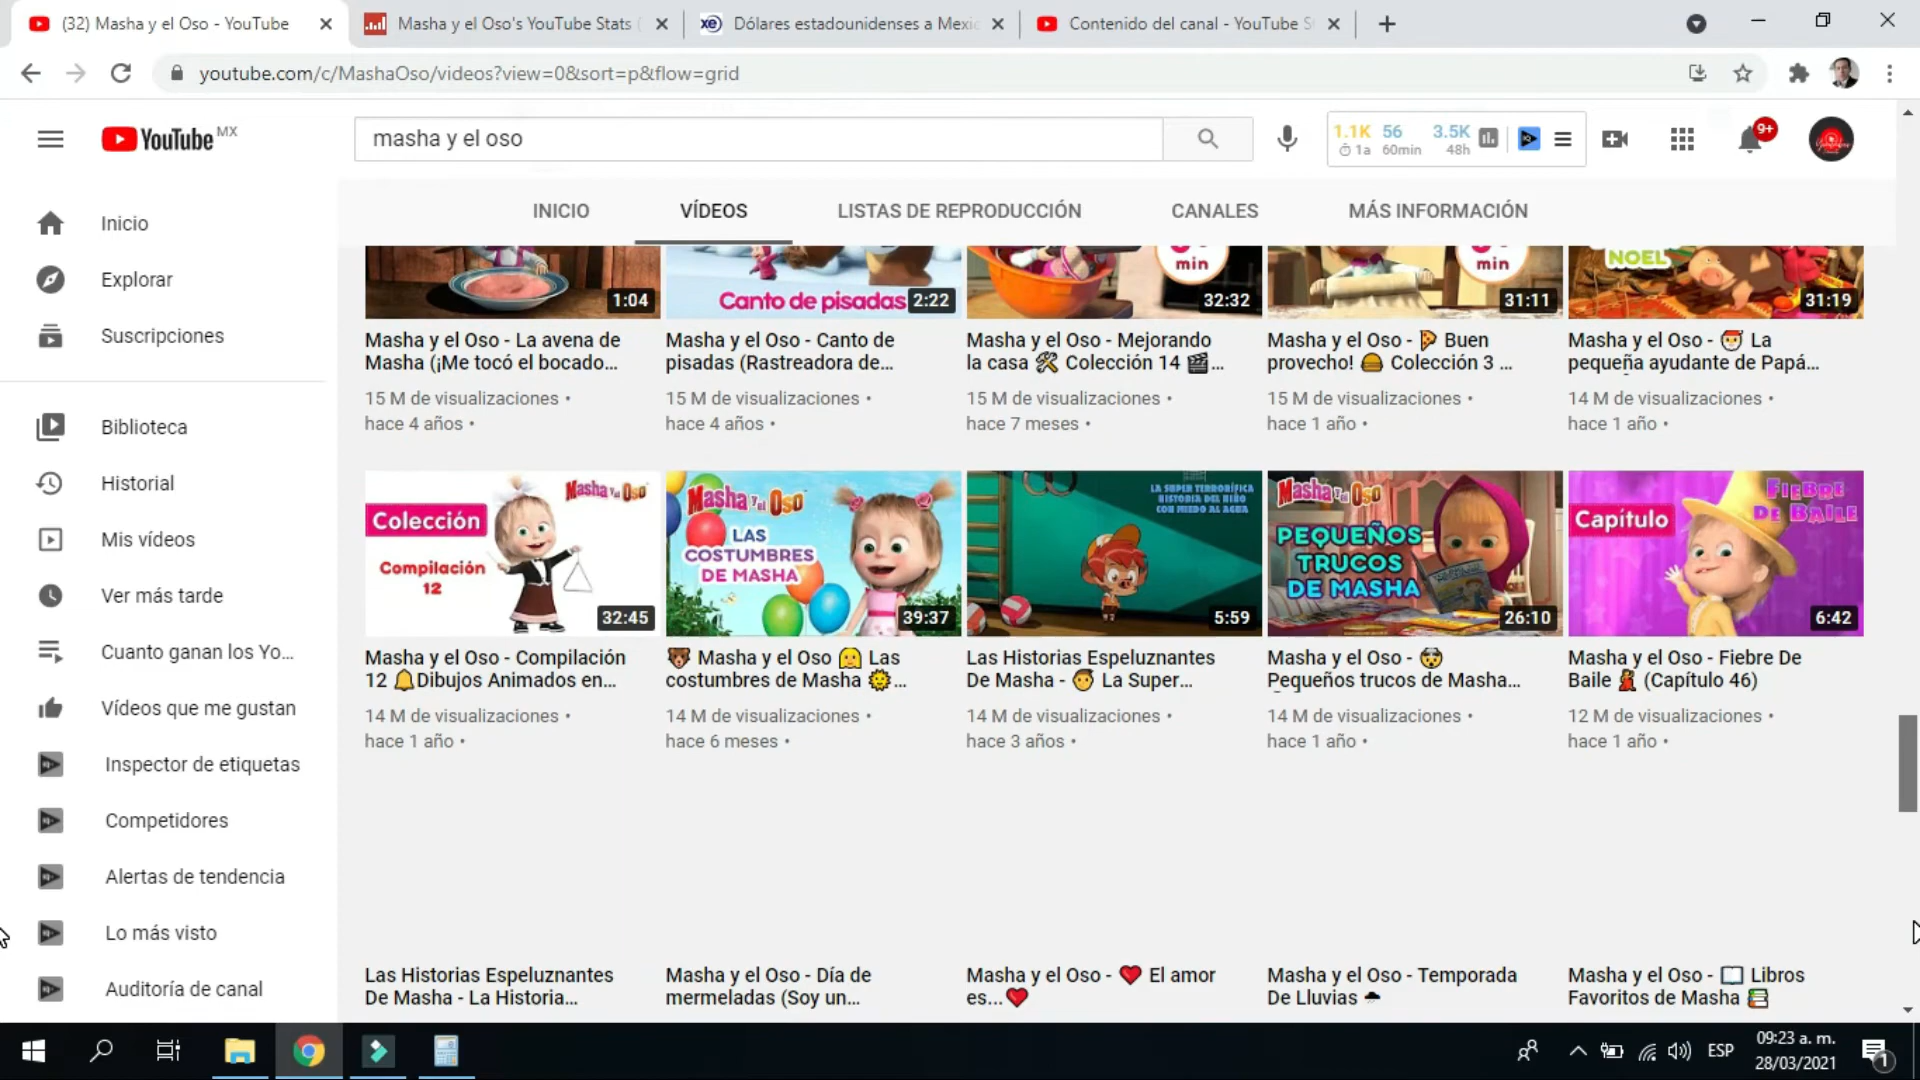 (32) Masha y el Oso - YouTube
Masha y el Oso's YouTube Stats (
Dólares estadounidenses a Mexic
Contenido del canal - YouTube S
youtube.com/c/MashaOso/videos?view=0&sort=p&flow=grid
YouTube MX
masha y el oso
1.1K 56 3.5K
1a 60min 48h
9+
INICIO VÍDEOS LISTAS DE REPRODUCCIÓN CANALES MÁS INFORMACIÓN
Inicio
Explorar
Suscripciones
Biblioteca
Historial
Mis vídeos
Ver más tarde
Cuanto ganan los Yo...
Vídeos que me gustan
Inspector de etiquetas
Competidores
Alertas de tendencia
Lo más visto
Auditoría de canal
1:04
Masha y el Oso - La avena de
Masha (¡Me tocó el bocado...
15 M de visualizaciones •
hace 4 años •
Canto de pisadas
2:22
Masha y el Oso - Canto de
pisadas (Rastreadora de...
15 M de visualizaciones •
hace 4 años •
min
32:32
Masha y el Oso - Mejorando
la casa 🛠 Colección 14 🎬...
15 M de visualizaciones •
hace 7 meses •
min
31:11
Masha y el Oso - 🍕 Buen
provecho! 🍔 Colección 3 ...
15 M de visualizaciones •
hace 1 año •
NOEL
31:19
Masha y el Oso - 🎅 La
pequeña ayudante de Papá...
14 M de visualizaciones •
hace 1 año •
Masha y el Oso
Colección
Compilación
12
32:45
Masha y el Oso - Compilación
12 🔔Dibujos Animados en...
14 M de visualizaciones •
hace 1 año •
Masha y el Oso
LAS
COSTUMBRES
DE MASHA
39:37
🐻 Masha y el Oso 👱‍♀️ Las
costumbres de Masha 🌞...
14 M de visualizaciones •
hace 6 meses •
LA SUPER TERRORÍFICA
HISTORIA DEL NIÑO
CON MIEDO AL AGUA
5:59
Las Historias Espeluznantes
De Masha - 👦 La Super...
14 M de visualizaciones •
hace 3 años •
Masha y el Oso
PEQUEÑOS
TRUCOS
DE MASHA
26:10
Masha y el Oso - 🤯
Pequeños trucos de Masha...
14 M de visualizaciones •
hace 1 año •
FIEBRE
DE BAILE
Capítulo
6:42
Masha y el Oso - Fiebre De
Baile 💃 (Capítulo 46)
12 M de visualizaciones •
hace 1 año •
Las Historias Espeluznantes
De Masha - La Historia...
Masha y el Oso - Día de
mermeladas (Soy un...
Masha y el Oso - ❤️ El amor
es...❤️
Masha y el Oso - Temporada
De Lluvias 🌧
Masha y el Oso - 📖 Libros
Favoritos de Masha 📚
ESP
09:23 a. m.
28/03/2021
1